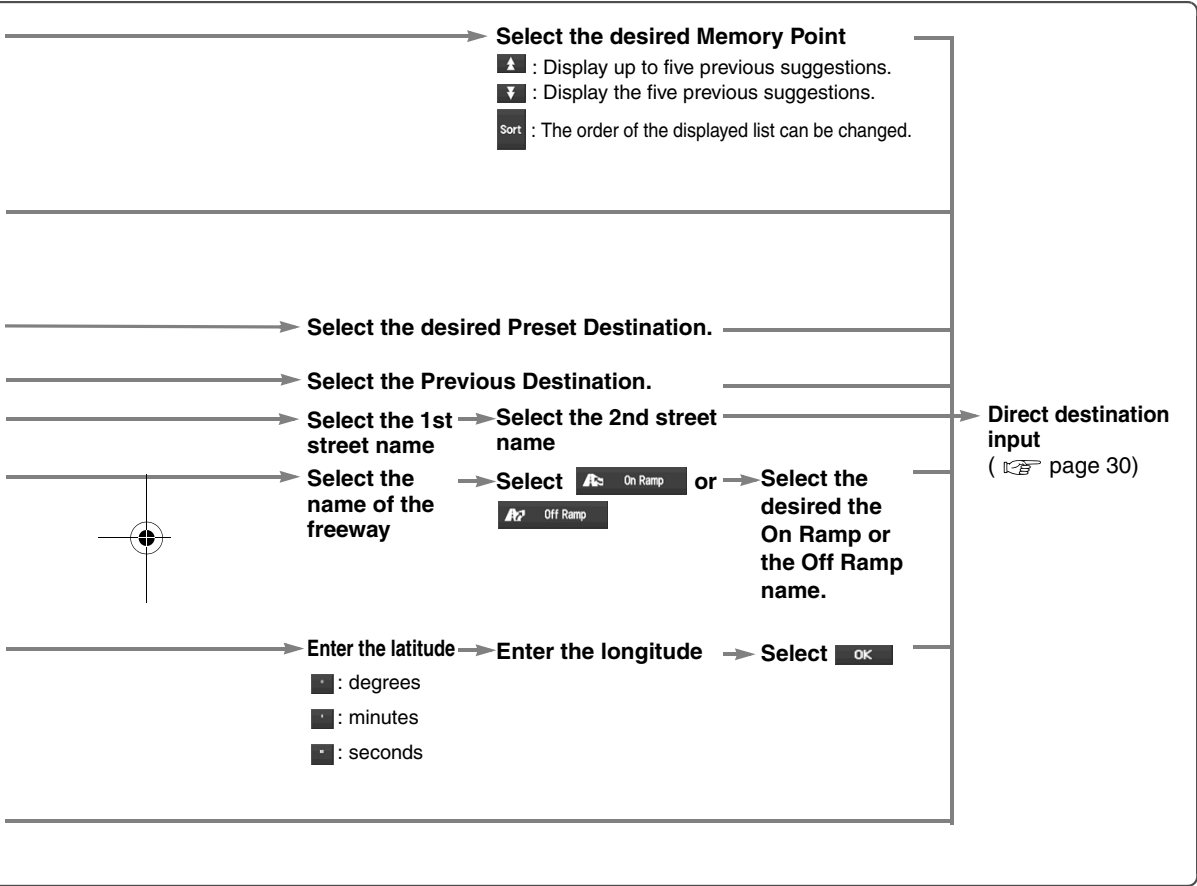 Select the desired Memory Point
: Display up to five previous suggestions.
: Display the five previous suggestions.
Sort : The order of the displayed list can be changed.
Select the desired Preset Destination.
Select the Previous Destination.
Select the 1st
street name
Select the 2nd street
name
Direct destination
input
( ☞ page 30)
Select the
name of the
freeway
Select On Ramp or
Off Ramp
Select the
desired the
On Ramp or
the Off Ramp
name.
Enter the latitude
° : degrees
' : minutes
" : seconds
Enter the longitude
Select OK